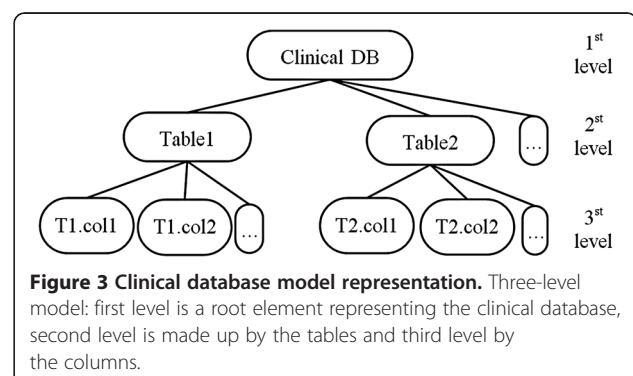 Clinical DB
1st
level
Table1
Table2
...
2nd
level
T1.col1
T1.col2
...
T2.col1
T2.col2
...
3st
level
Figure 3 Clinical database model representation. Three-level
model: first level is a root element representing the clinical database,
second level is made up by the tables and third level by
the columns.